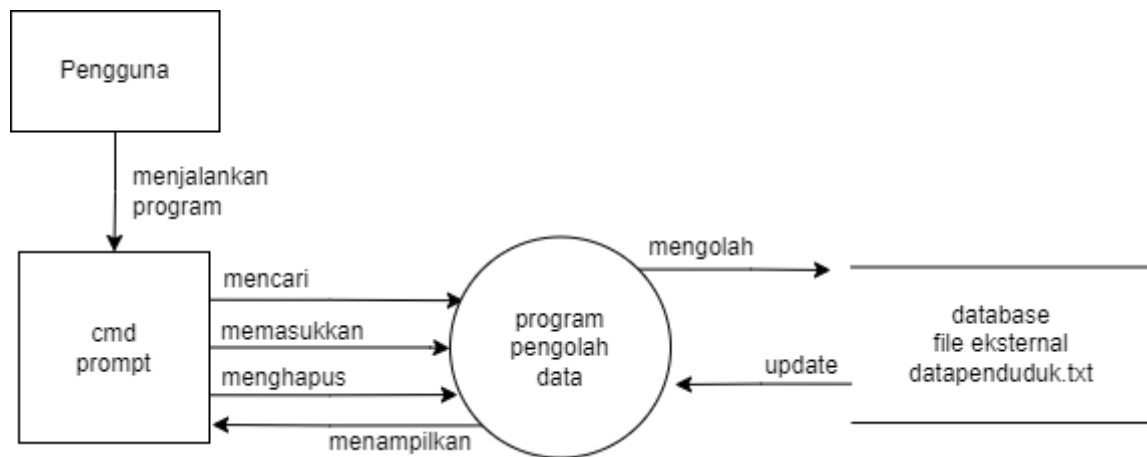 Pengguna
menjalankan
program
cmd
prompt
mencari
memasukkan
menghapus
menampilkan
program
pengolah
data
mengolah
update
database
file eksternal
datapenduduk.txt